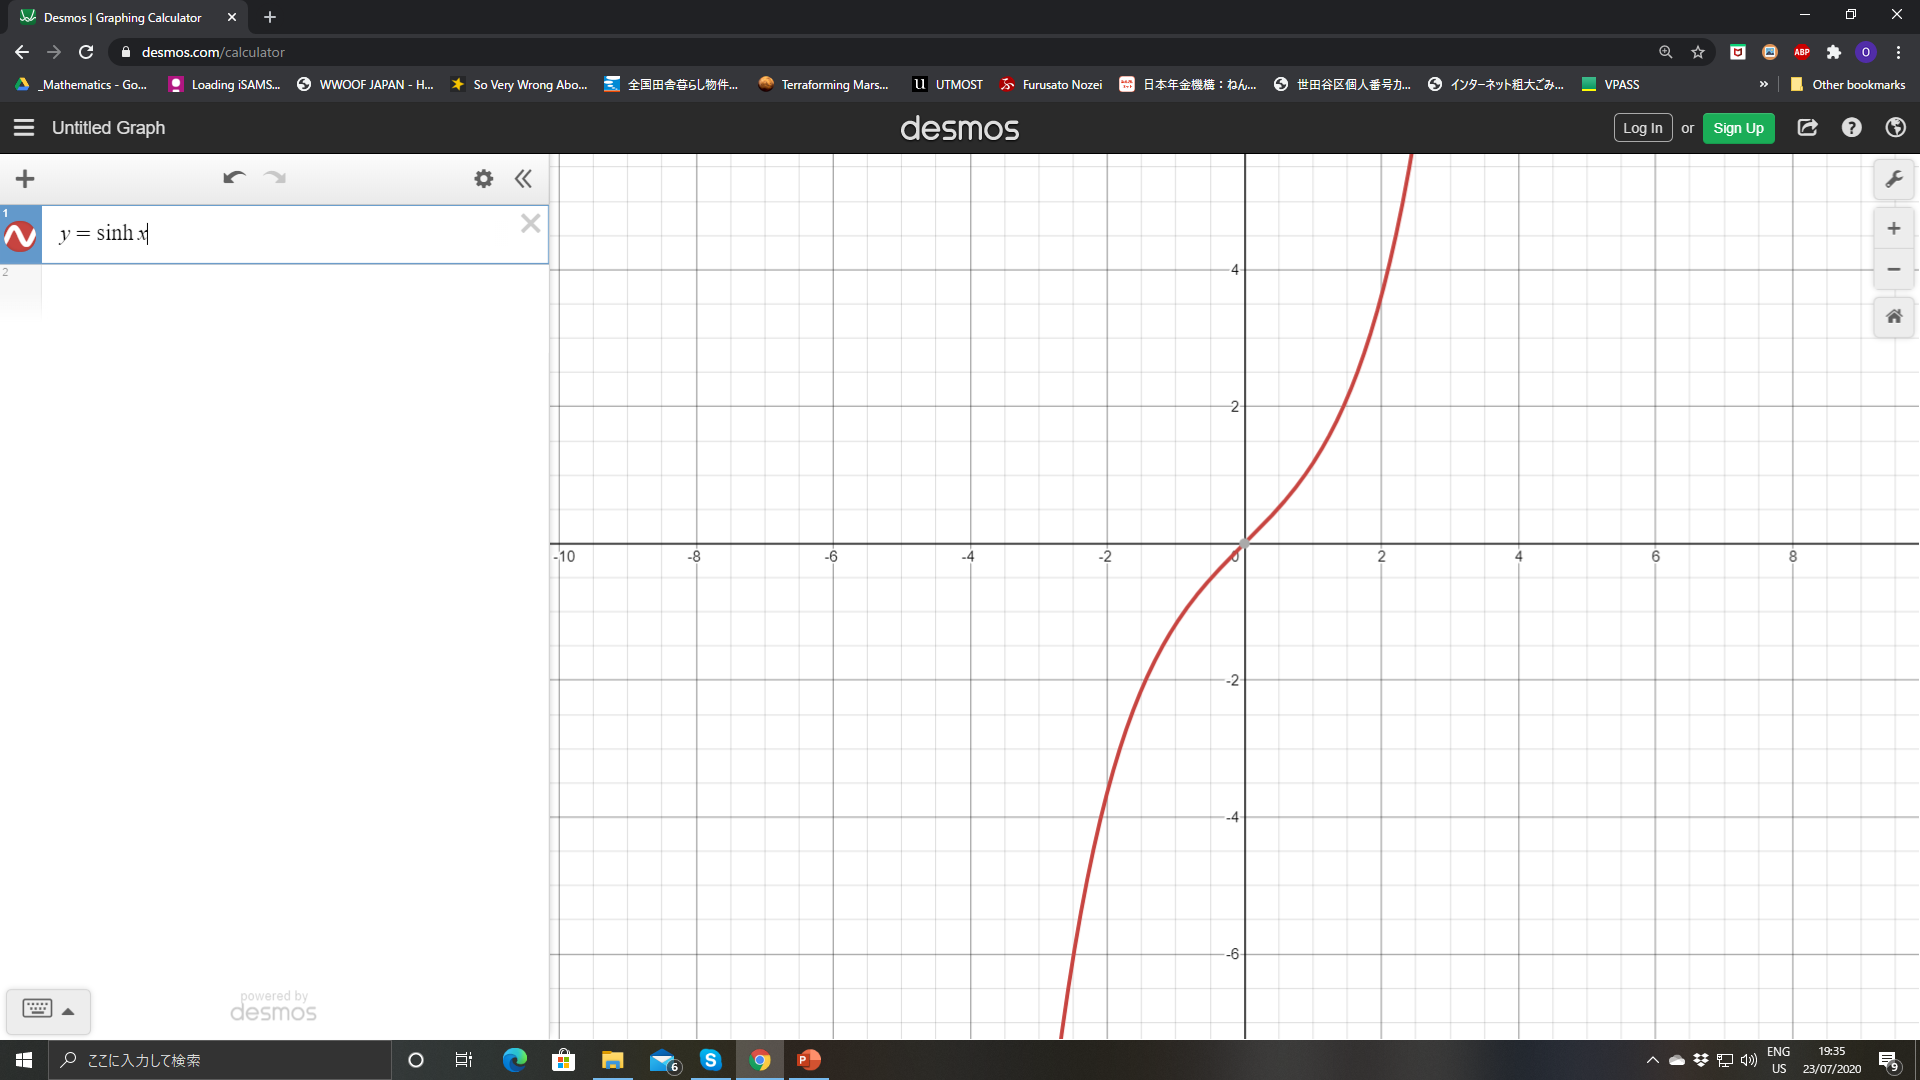 Desmos | Graphing Calculator
desmos.com/calculator
ABP
O
_Mathematics - Go...
Loading iSAMS...
WWOOF JAPAN - H...
So Very Wrong Abo...
全国田舎暮らし物件...
Terraforming Mars...
u UTMOST
Furusato Nozei
日本年金機構：ねん...
世田谷区個人番号カ...
インターネット粗大ごみ...
VPASS
»
Other bookmarks
Untitled Graph
desmos
Log In or Sign Up
1
y = sinh x
2
4
2
-10 -8 -6 -4 -2 0 2 4 6 8
-2
-4
-6
powered by
desmos
ここに入力して検索
6
S
P
ENG
US
19:35
23/07/2020
9